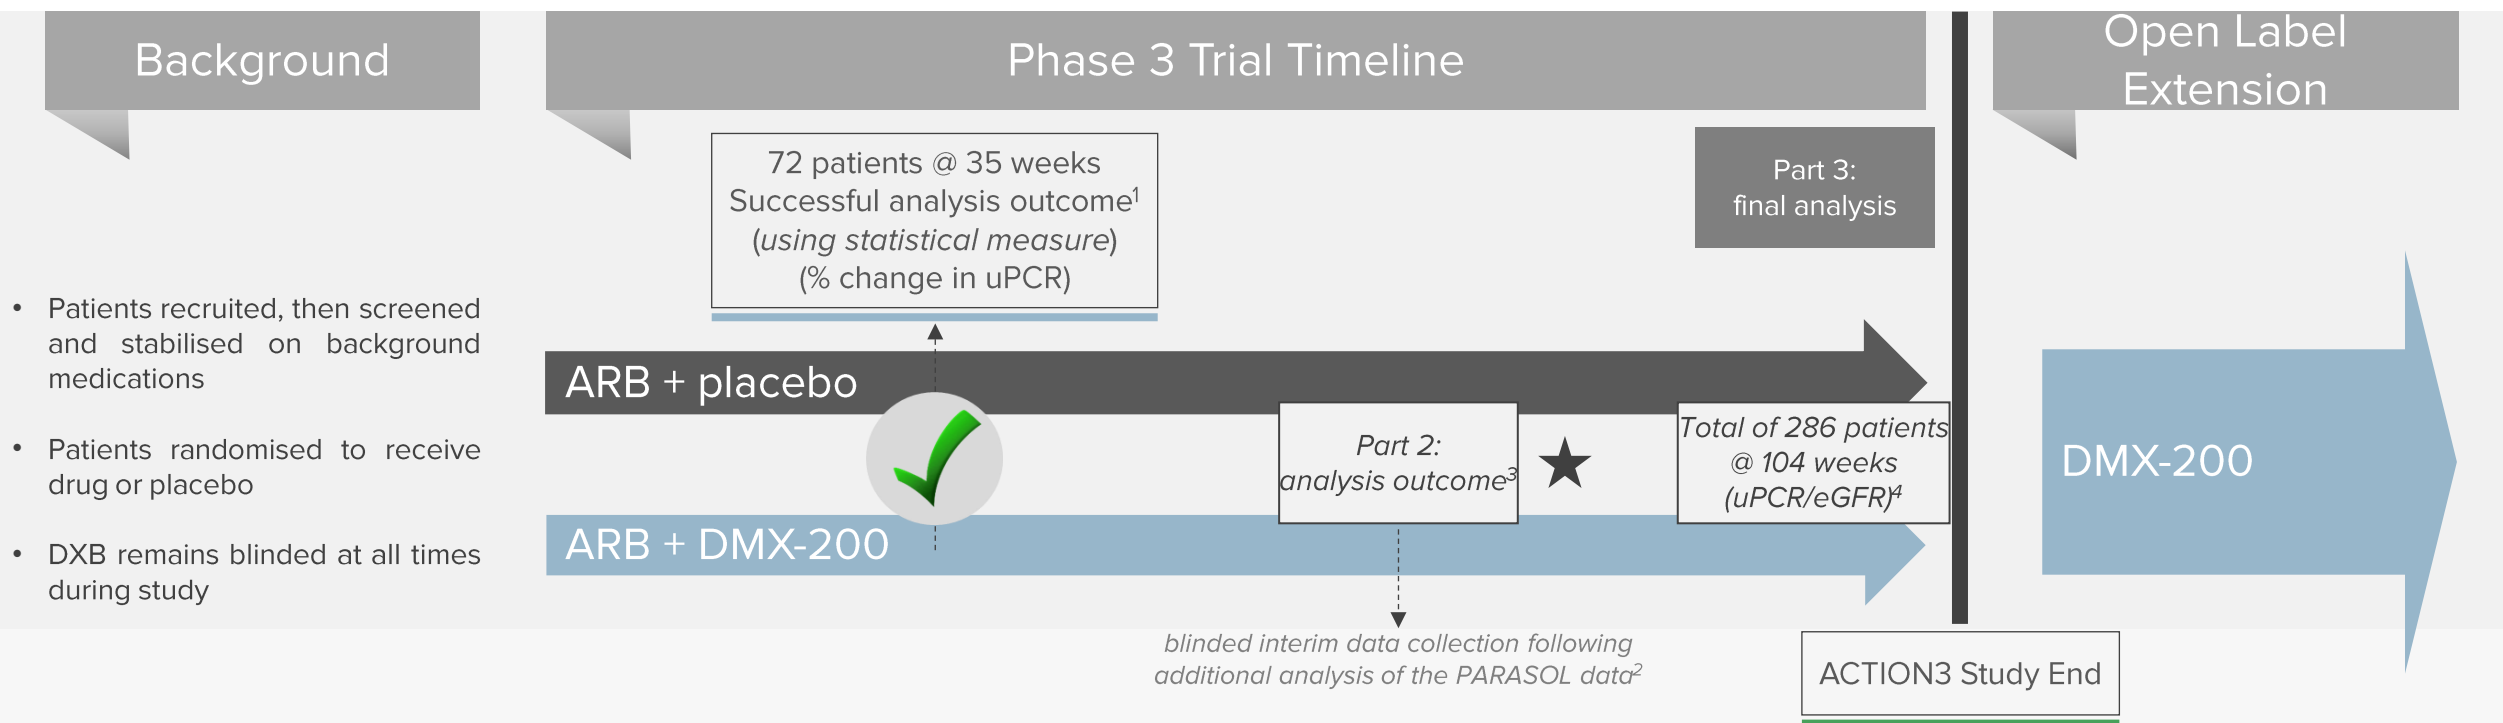 Background
Phase 3 Trial Timeline
Open Label
Extension
72 patients @ 35 weeks
Successful analysis outcome¹
(using statistical measure)
(% change in uPCR)
Part 3:
final analysis
• Patients recruited, then screened
and stabilised on background
medications
• Patients randomised to receive
drug or placebo
• DXB remains blinded at all times
during study
ARB + placebo
Part 2:
analysis outcome³
Total of 286 patients
@ 104 weeks
(uPCR/eGFR)⁴
ARB + DMX-200
DMX-200
blinded interim data collection following
additional analysis of the PARASOL data²
ACTION3 Study End